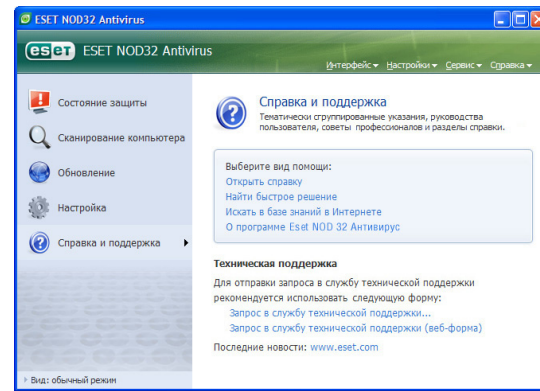 ESET NOD32 Antivirus
eset ESET NOD32 Antivirus
Интерфейс Настройки Сервис Справка
Состояние защиты
Сканирование компьютера
Обновление
Настройка
Справка и поддержка
Справка и поддержка
Тематически сгруппированные указания, руководства
пользователя, советы профессионалов и разделы справки.
Выберите вид помощи:
Открыть справку
Найти быстрое решение
Искать в базе знаний в Интернете
О программе Eset NOD 32 Антивирус
Техническая поддержка
Для отправки запроса в службу технической поддержки
рекомендуется использовать следующую форму:
Запрос в службу технической поддержки...
Запрос в службу технической поддержки (веб-форма)
Последние новости: www.eset.com
Вид: обычный режим